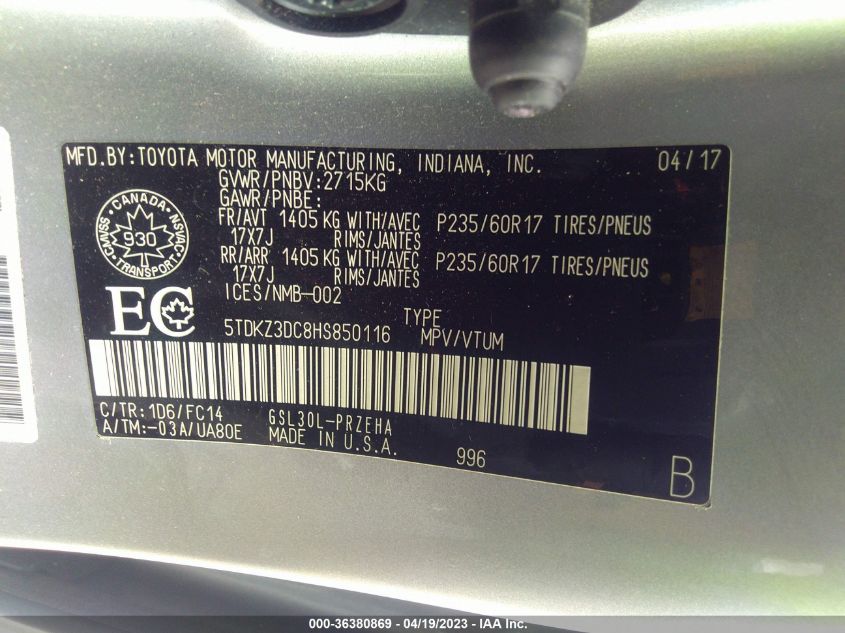 MFD.BY:TOYOTA MOTOR MANUFACTURING, INDIANA, INC. 04/17
GVWR/PNBV:2715KG
GAWR/PNBE:
FR/AVT 1405 KG WITH/AVEC P235/60R17 TIRES/PNEUS
17X7J RIMS/JANTES
RR/ARR 1405 KG WITH/AVEC P235/60R17 TIRES/PNEUS
17X7J RIMS/JANTES
ICES/NMB-002
CANADA
CMVSS 930 NSVAC
TRANSPORT
EC
TYPE
5TDKZ3DC8HS850116 MPV/VTUM
C/TR: 1D6/FC14 GSL30L-PRZEHA
A/TM:-03A/UA80E MADE IN U.S.A.
996
B
000-36380869 - 04/19/2023 - IAA Inc.